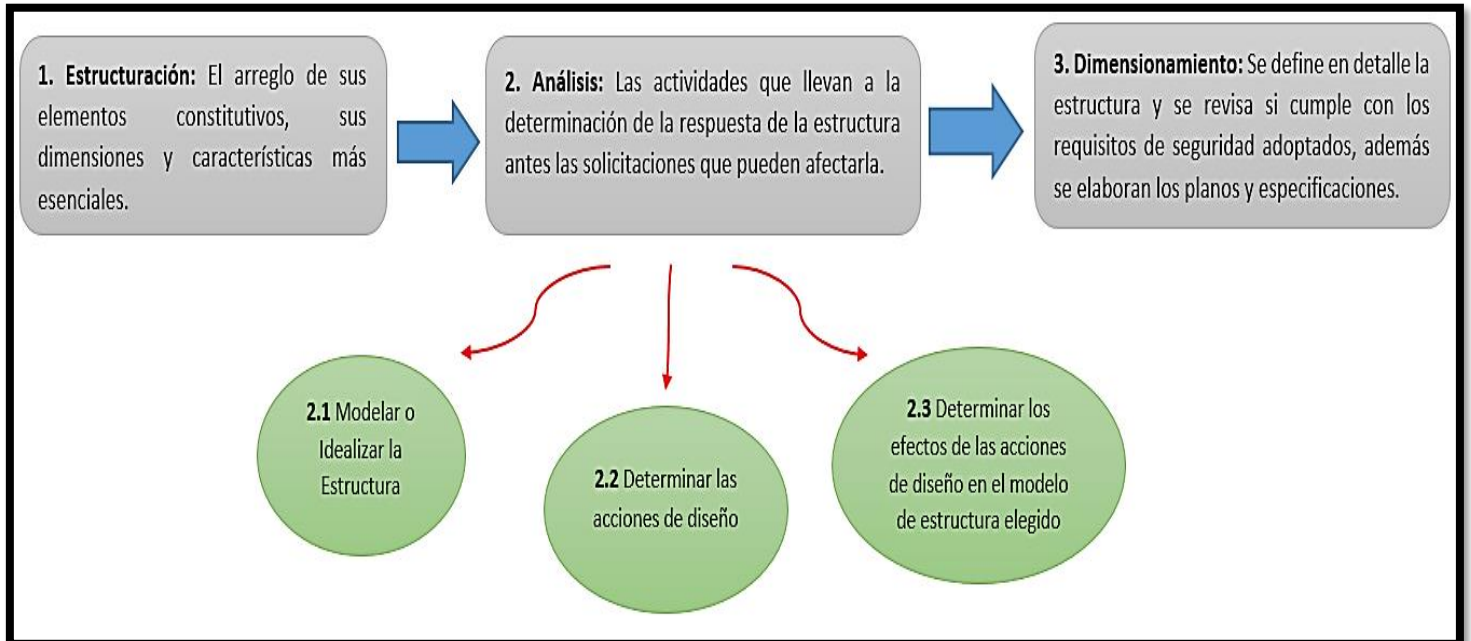 1. Estructuración: El arreglo de sus
elementos constitutivos, sus
dimensiones y características más
esenciales.
2. Análisis: Las actividades que llevan a la
determinación de la respuesta de la estructura
antes las solicitaciones que pueden afectarla.
3. Dimensionamiento: Se define en detalle la
estructura y se revisa si cumple con los
requisitos de seguridad adoptados, además
se elaboran los planos y especificaciones.
2.1 Modelar o
Idealizar la
Estructura
2.2 Determinar las
acciones de diseño
2.3 Determinar los
efectos de las acciones
de diseño en el modelo
de estructura elegido